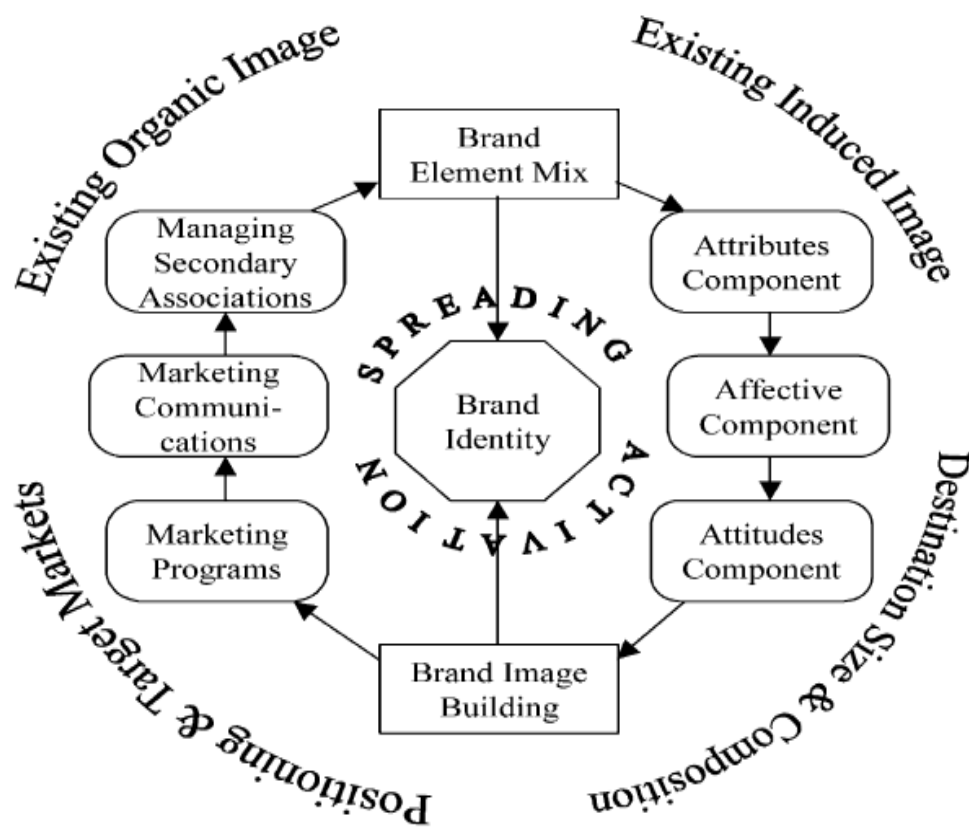 Existing Organic Image
Existing Induced Image
Brand
Element Mix
Managing
Secondary
Associations
Attributes
Component
SPREADING
ACTIVATION
Marketing
Communi-
cations
Brand
Identity
Affective
Component
Marketing
Programs
Attitudes
Component
Brand Image
Building
Positioning & Target Markets
Destination Size & Composition